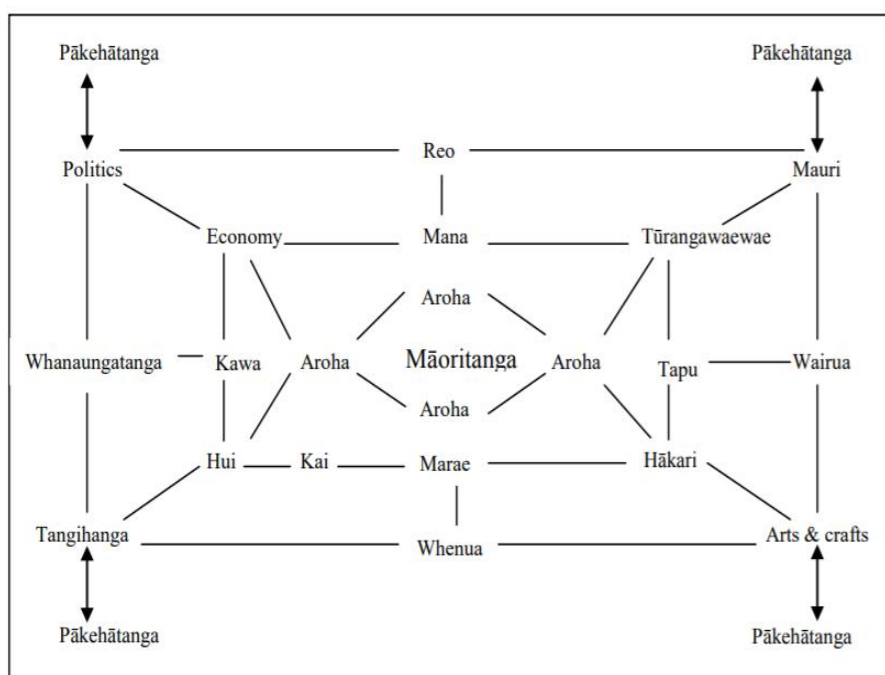 Pākehātanga Pākehātanga
Reo
Politics Mauri
Economy Mana Tūrangawaewae
Aroha
Whanaungatanga Kawa Aroha Māoritanga Aroha Tapu Wairua
Aroha
Hui Kai Marae Hākari
Tangihanga Whenua Arts & crafts
Pākehātanga Pākehātanga